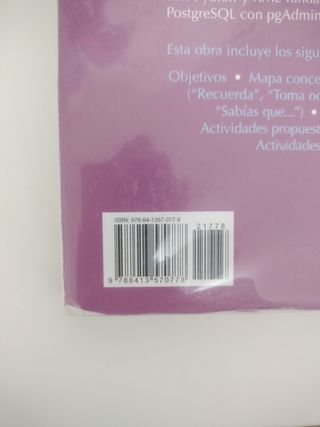 PostgreSQL con pgAdmin
Esta obra incluye los sigu
Objetivos • Mapa conce
("Recuerda", "Toma no
"Sabías que...") •
Actividades propuest
Actividades
ISBN: 978-84-1357-077-8
21778
9 788413 570778